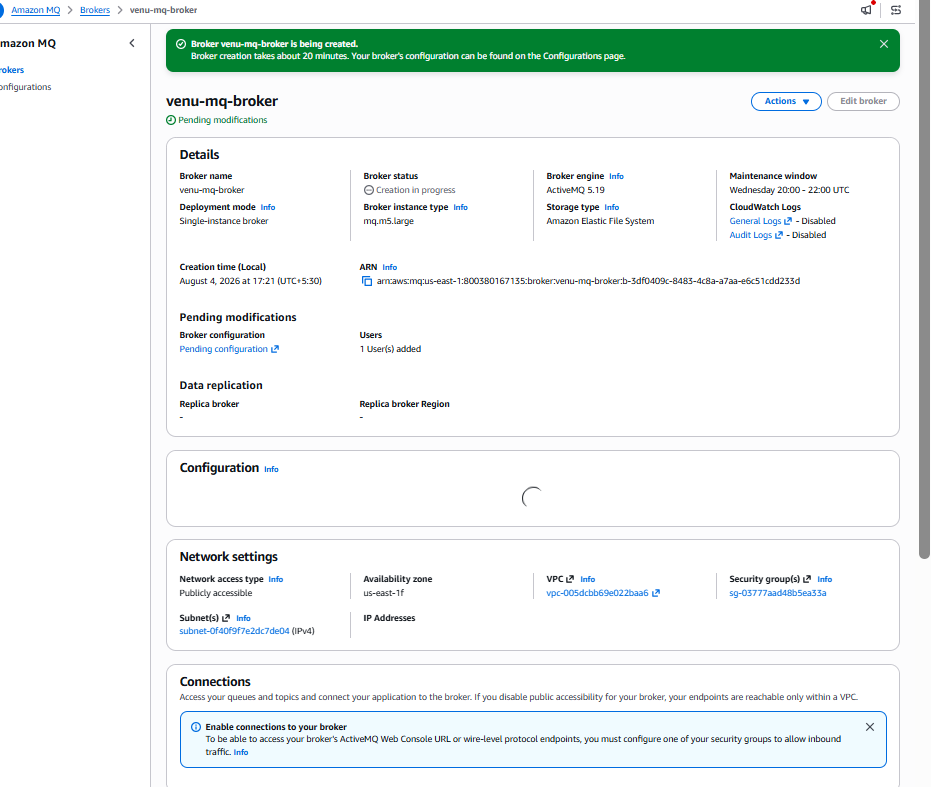 Amazon MQ > Brokers > venu-mq-broker
mazon MQ
rokers
onfigurations
Broker venu-mq-broker is being created.
Broker creation takes about 20 minutes. Your broker's configuration can be found on the Configurations page.
venu-mq-broker
Actions
Edit broker
Pending modifications
Details
Broker name
venu-mq-broker
Broker status
Creation in progress
Broker engine Info
ActiveMQ 5.19
Maintenance window
Wednesday 20:00 - 22:00 UTC
Deployment mode Info
Single-instance broker
Broker instance type Info
mq.m5.large
Storage type Info
Amazon Elastic File System
CloudWatch Logs
General Logs - Disabled
Audit Logs - Disabled
Creation time (Local)
August 4, 2026 at 17:21 (UTC+5:30)
ARN Info
arn:aws:mq:us-east-1:800380167135:broker:venu-mq-broker:b-3df0409c-8483-4c8a-a7aa-e6c51cdd233d
Pending modifications
Broker configuration
Pending configuration
Users
1 User(s) added
Data replication
Replica broker
-
Replica broker Region
-
Configuration Info
Network settings
Network access type Info
Publicly accessible
Availability zone
us-east-1f
VPC Info
vpc-005dcbb69e022baa6
Security group(s) Info
sg-03777aad48b5ea33a
Subnet(s) Info
subnet-0f40f9f7e2dc7de04 (IPv4)
IP Addresses
Connections
Access your queues and topics and connect your application to the broker. If you disable public accessibility for your broker, your endpoints are reachable only within a VPC.
Enable connections to your broker
To be able to access your broker's ActiveMQ Web Console URL or wire-level protocol endpoints, you must configure one of your security groups to allow inbound
traffic. Info